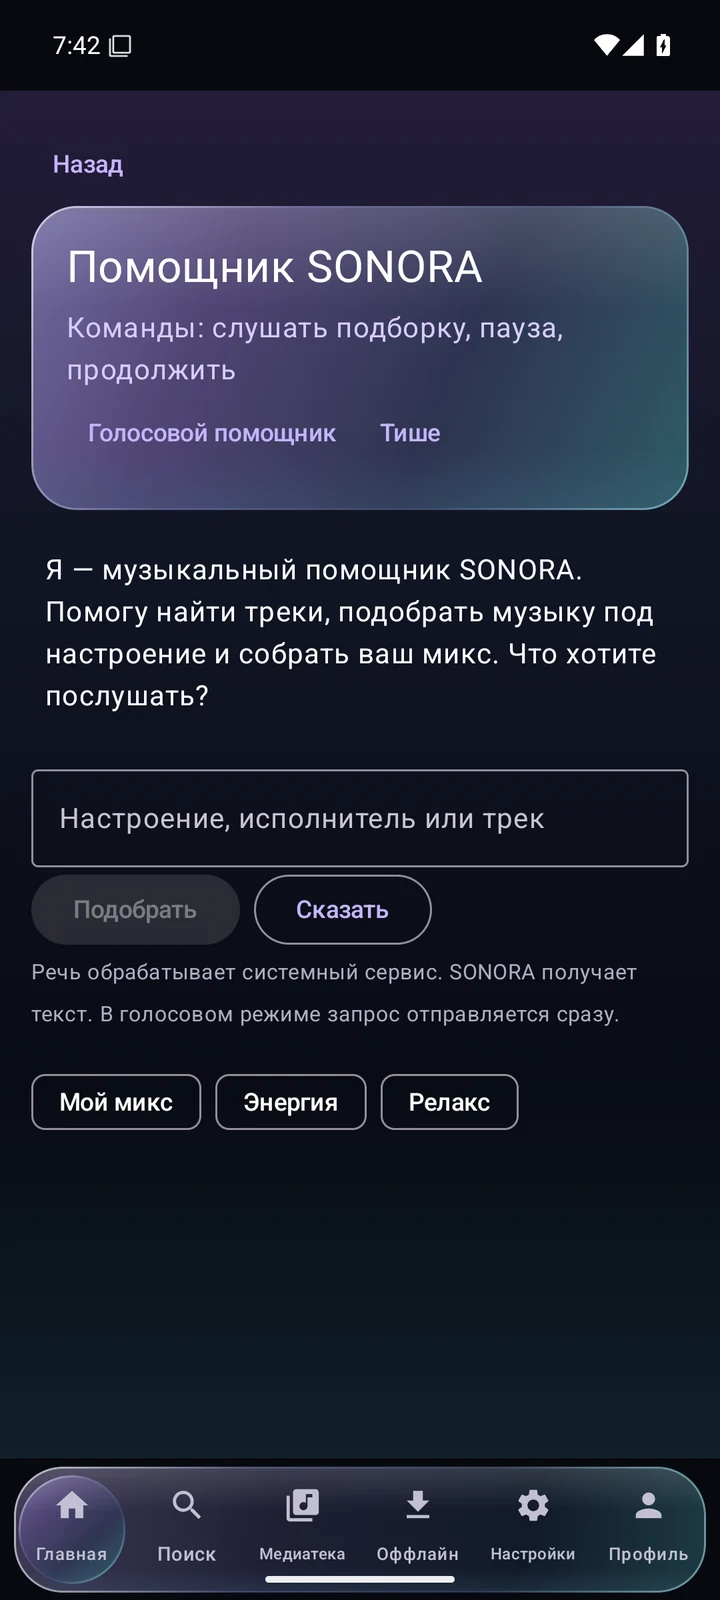 7:42
Назад
Помощник SONORA
Команды: слушать подборку, пауза,
продолжить
Голосовой помощник Тише
Я — музыкальный помощник SONORA.
Помогу найти треки, подобрать музыку под
настроение и собрать ваш микс. Что хотите
послушать?
Настроение, исполнитель или трек
Подобрать Сказать
Речь обрабатывает системный сервис. SONORA получает
текст. В голосовом режиме запрос отправляется сразу.
Мой микс Энергия Релакс
Главная Поиск Медиатека Оффлайн Настройки Профиль